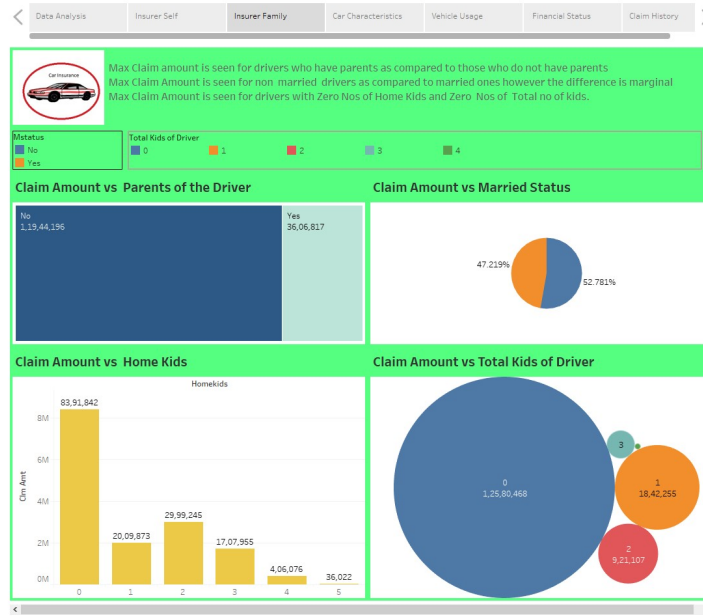 Data Analysis
Insurer Self
Insurer Family
Car Characteristics
Vehicle Usage
Financial Status
Claim History
Car Insurance
Max Claim amount is seen for drivers who have parents as compared to those who do not have parents
Max Claim Amount is seen for non married drivers as compared to married ones however the difference is marginal
Max Claim Amount is seen for drivers with Zero Nos of Home Kids and Zero Nos of Total no of kids.
Mstatus
No
Yes
Total Kids of Driver
0
1
2
3
4
Claim Amount vs Parents of the Driver
No
1,19,44,196
Yes
36,06,817
Claim Amount vs Married Status
47.219%
52.781%
Claim Amount vs Home Kids
Homekids
Clm Amt
8M
6M
4M
2M
0M
83,91,842
20,09,873
29,99,245
17,07,955
4,06,076
36,022
0
1
2
3
4
5
Claim Amount vs Total Kids of Driver
0
1,25,80,468
3
1
18,42,255
2
9,21,107